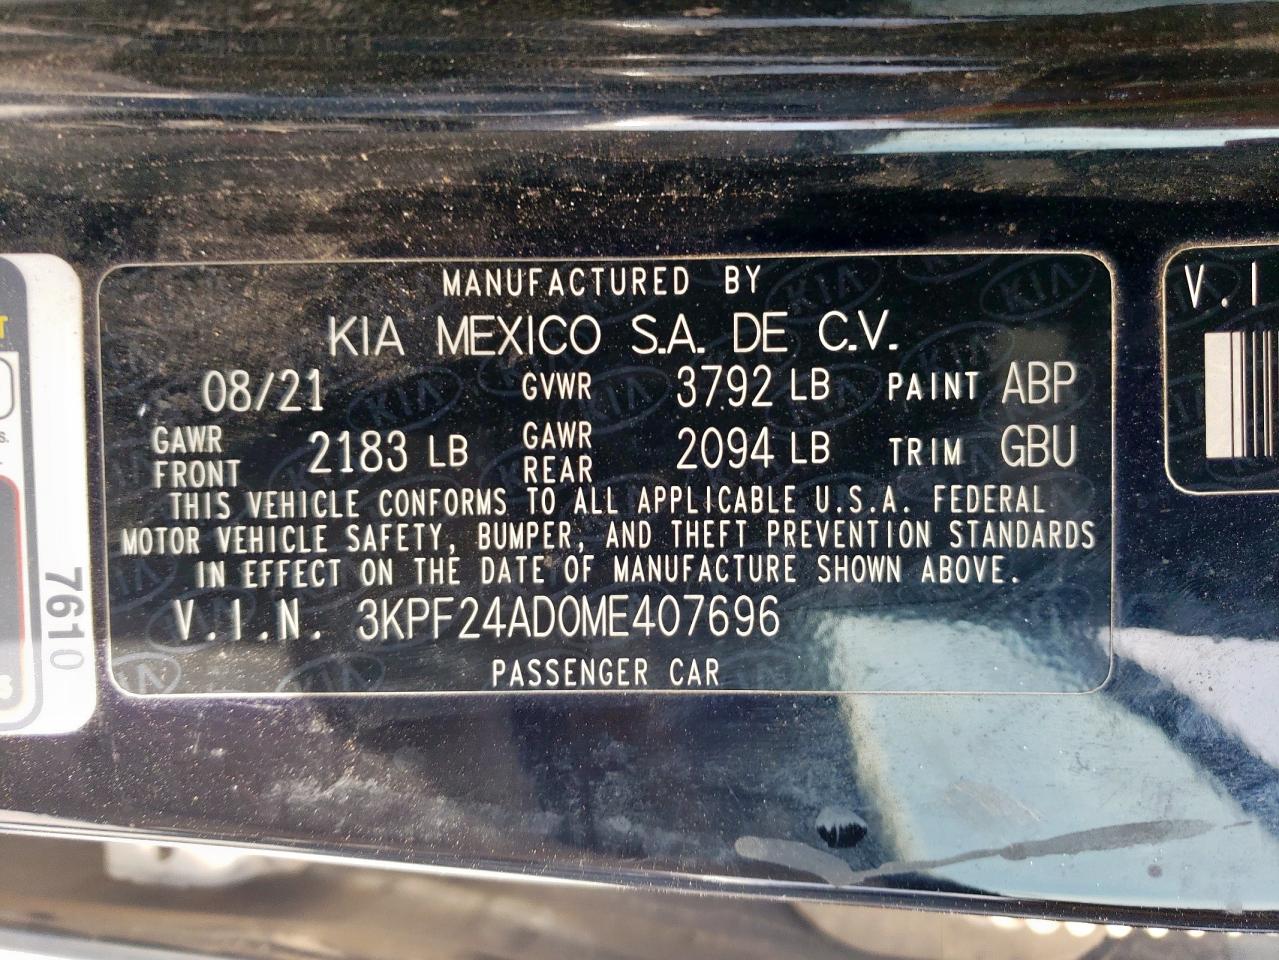 MANUFACTURED BY
KIA MEXICO S.A. DE C.V.
08/21 GVWR 3792 LB PAINT ABP
GAWR FRONT 2183 LB GAWR REAR 2094 LB TRIM GBU
THIS VEHICLE CONFORMS TO ALL APPLICABLE U.S.A. FEDERAL
MOTOR VEHICLE SAFETY, BUMPER, AND THEFT PREVENTION STANDARDS
IN EFFECT ON THE DATE OF MANUFACTURE SHOWN ABOVE.
V.I.N. 3KPF24AD0ME407696
PASSENGER CAR
V.I
7610